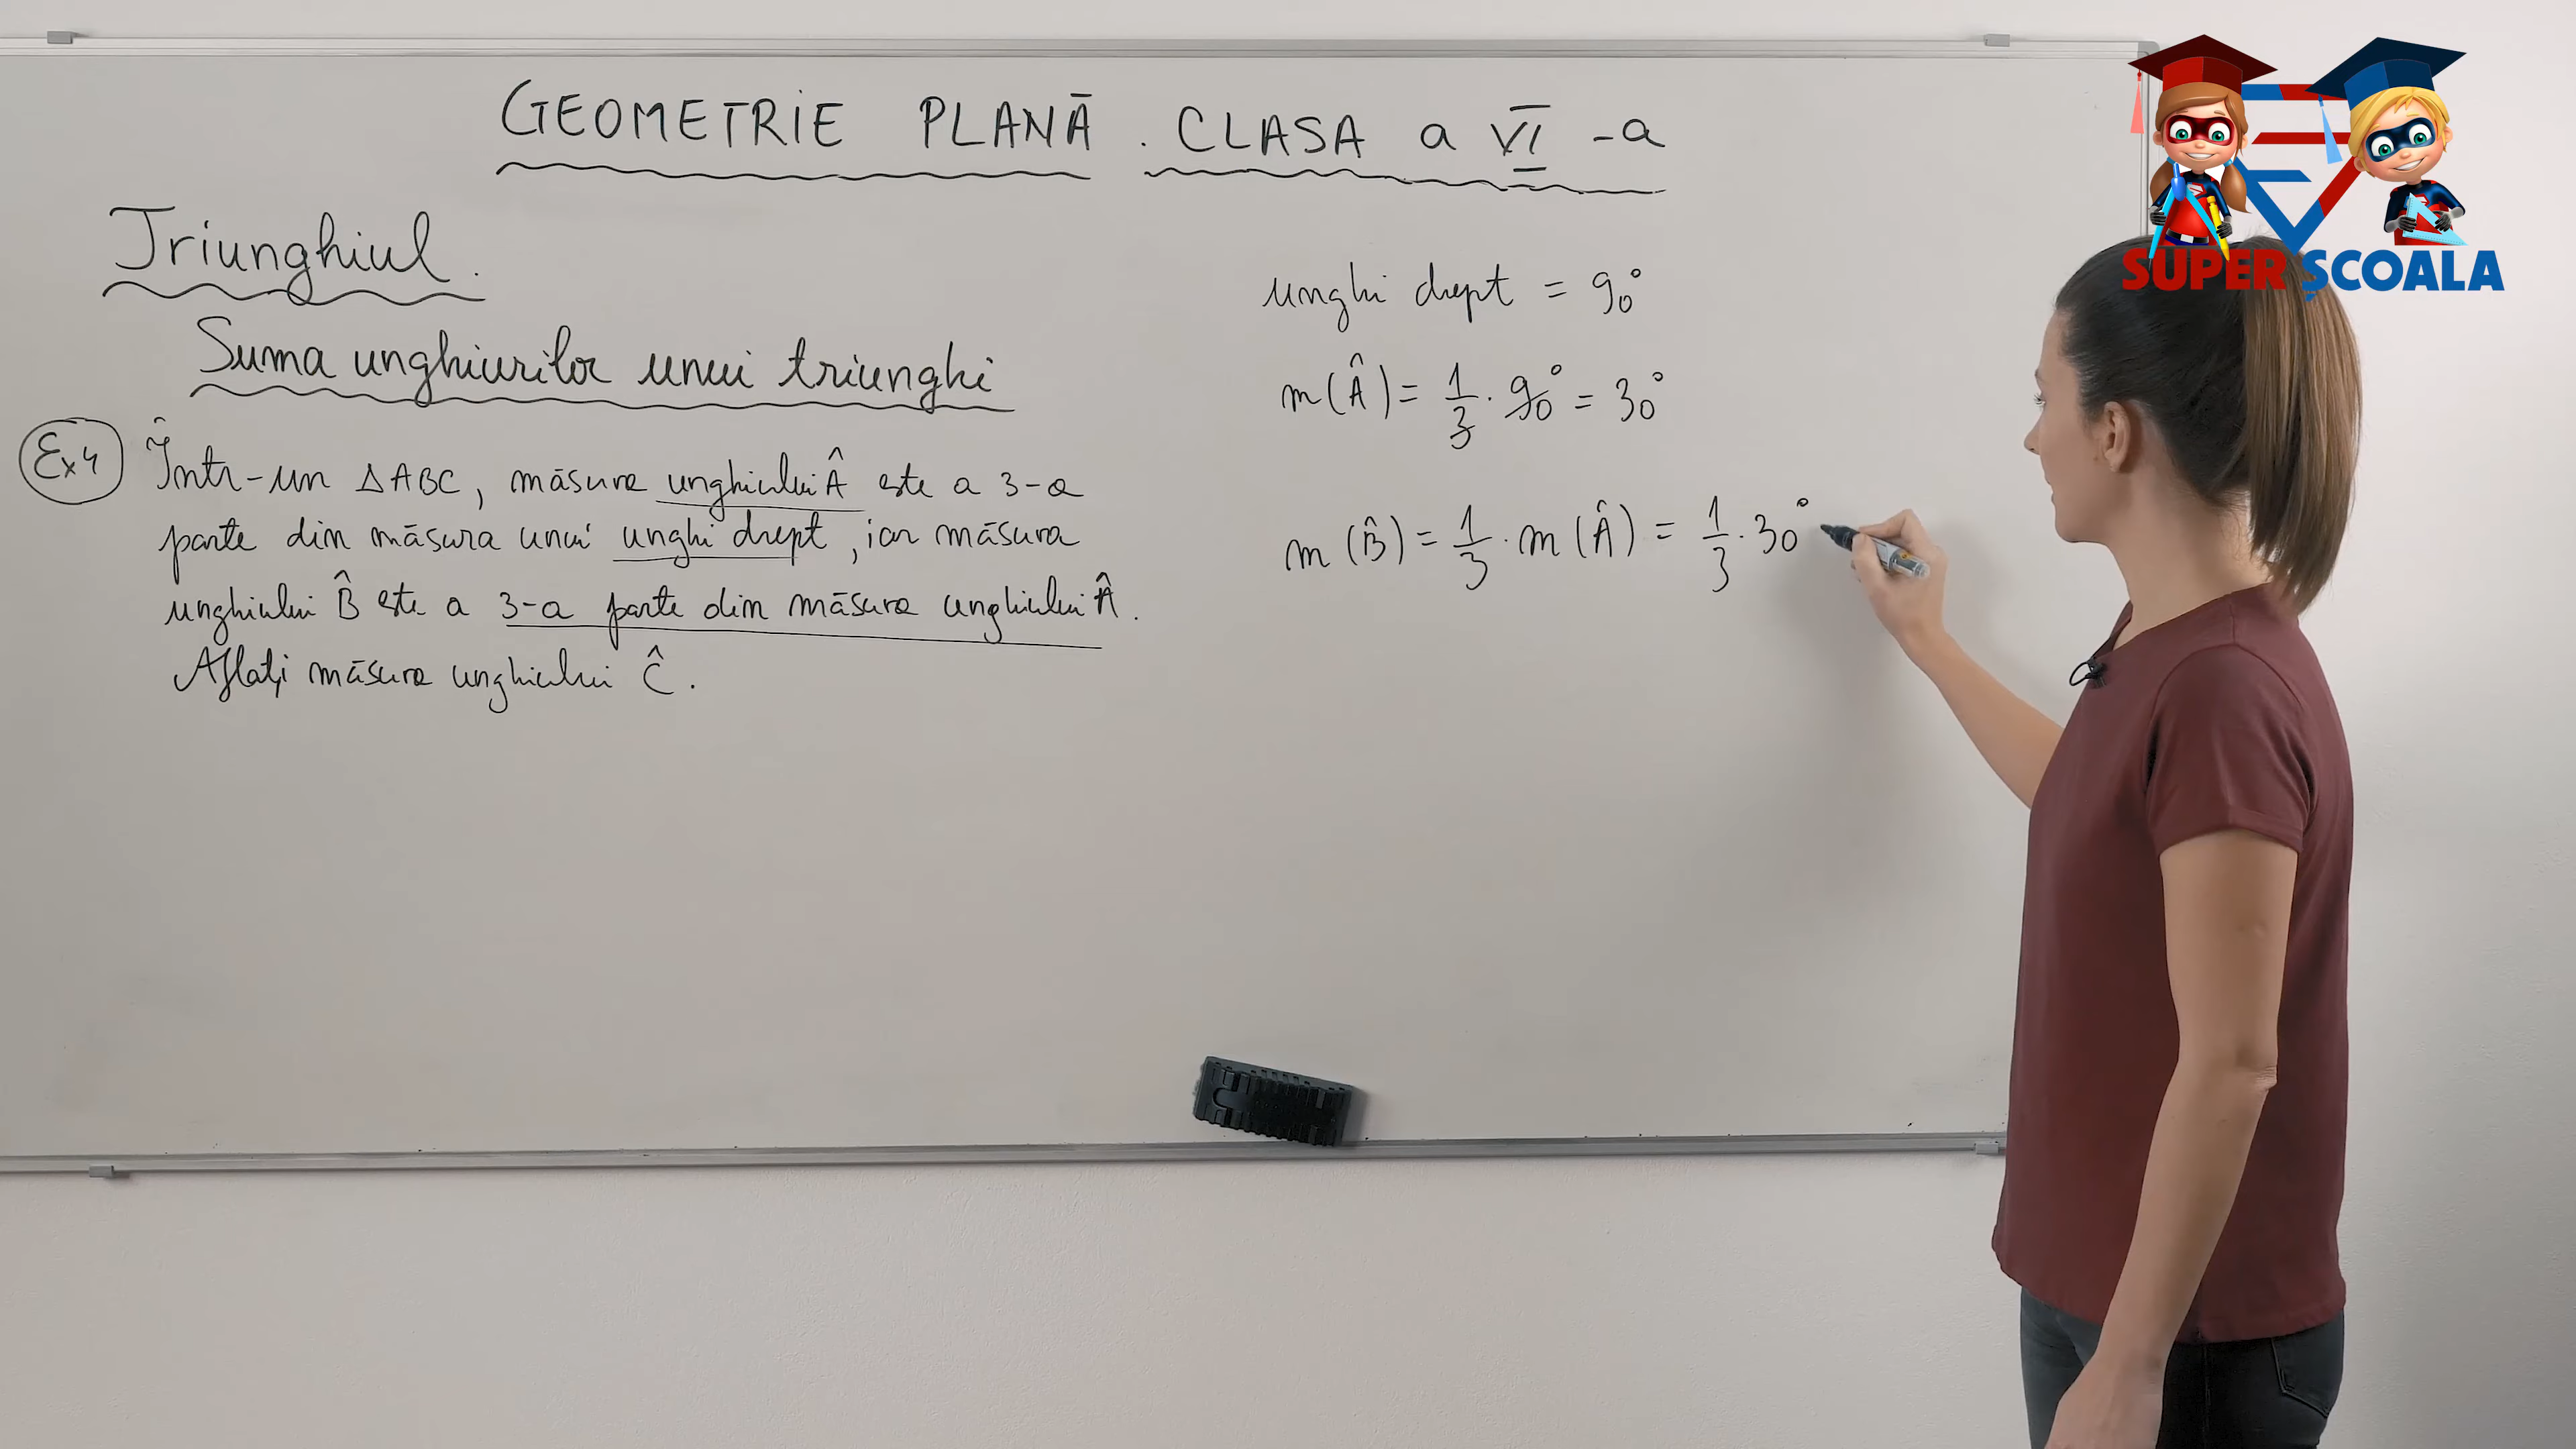 GEOMETRIE PLANĂ. CLASA a VI-a
Triunghiul.
Suma unghiurilor unui triunghi
Ex 4
Într-un ΔABC, măsura unghiului Â este a 3-a
parte din măsura unui unghi drept, iar măsura
unghiului B̂ este a 3-a parte din măsura unghiului Â.
Aflați măsura unghiului Ĉ.
unghi drept = 90°
m(Â) = 1/3 · 90° = 30°
m(B̂) = 1/3 · m(Â) = 1/3 · 30°
SUPER ȘCOALA